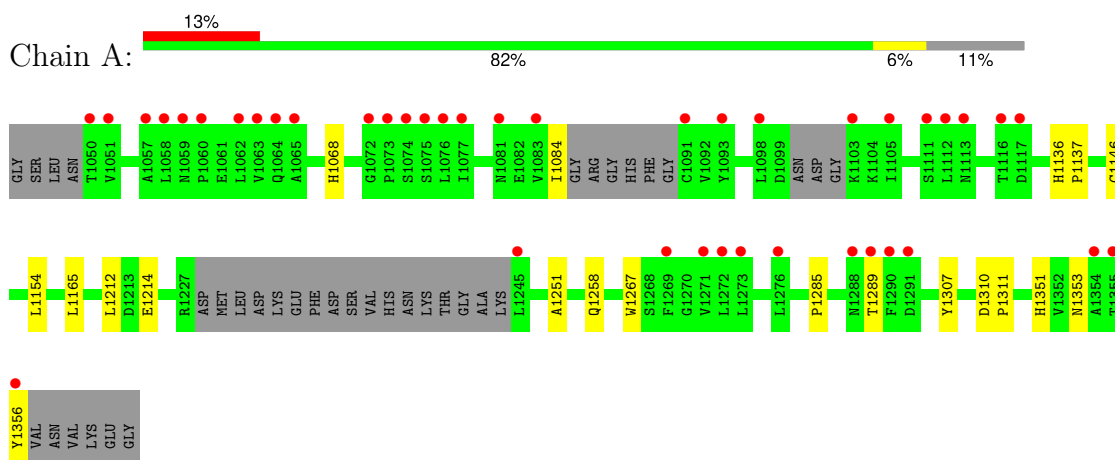 13%
Chain A:
82% 6% 11%
GLY SER LEU ASN T1050 V1051 A1057 L1058 N1059 P1060 E1061 L1062 V1063 Q1064 A1065 H1068 G1072 P1073 S1074 S1075 L1076 I1077 N1081 E1082 V1083 I1084 GLY ARG GLY HIS PHE GLY C1091 V1092 Y1093 L1098 D1099 ASN ASP GLY K1103 K1104 I1105 S1111 L1112 N1113 T1116 D1117 H1136 P1137 C1146
L1154 L1165 L1212 D1213 E1214 R1227 ASP MET LEU ASP LYS GLU PHE ASP SER VAL HIS ASN LYS THR GLY ALA LYS L1245 A1251 Q1258 W1267 S1268 F1269 G1270 V1271 L1272 L1273 L1276 P1285 N1288 T1289 F1290 D1291 Y1307 D1310 P1311 H1351 V1352 N1353 A1354 T1355
Y1356 VAL ASN VAL LYS GLU GLY